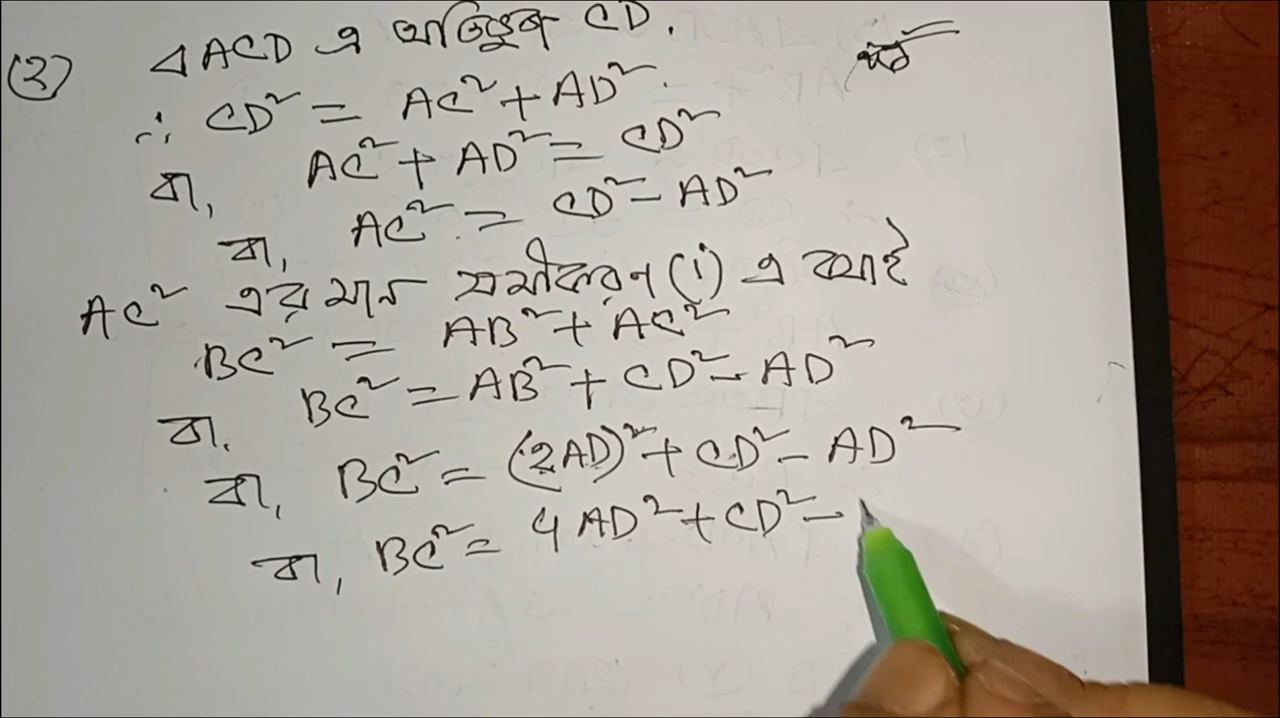 (২) ⊿ACD এ অতিভুজ CD.
∴ CD² = AC² + AD².
বা, AC² + AD² = CD²
বা, AC² = CD² - AD²
AC² এর মান সমীকরণ (i) এ বসাই
BC² = AB² + AC²
বা, BC² = AB² + CD² - AD²
বা, BC² = (2AD)² + CD² - AD²
বা, BC² = 4AD² + CD² -